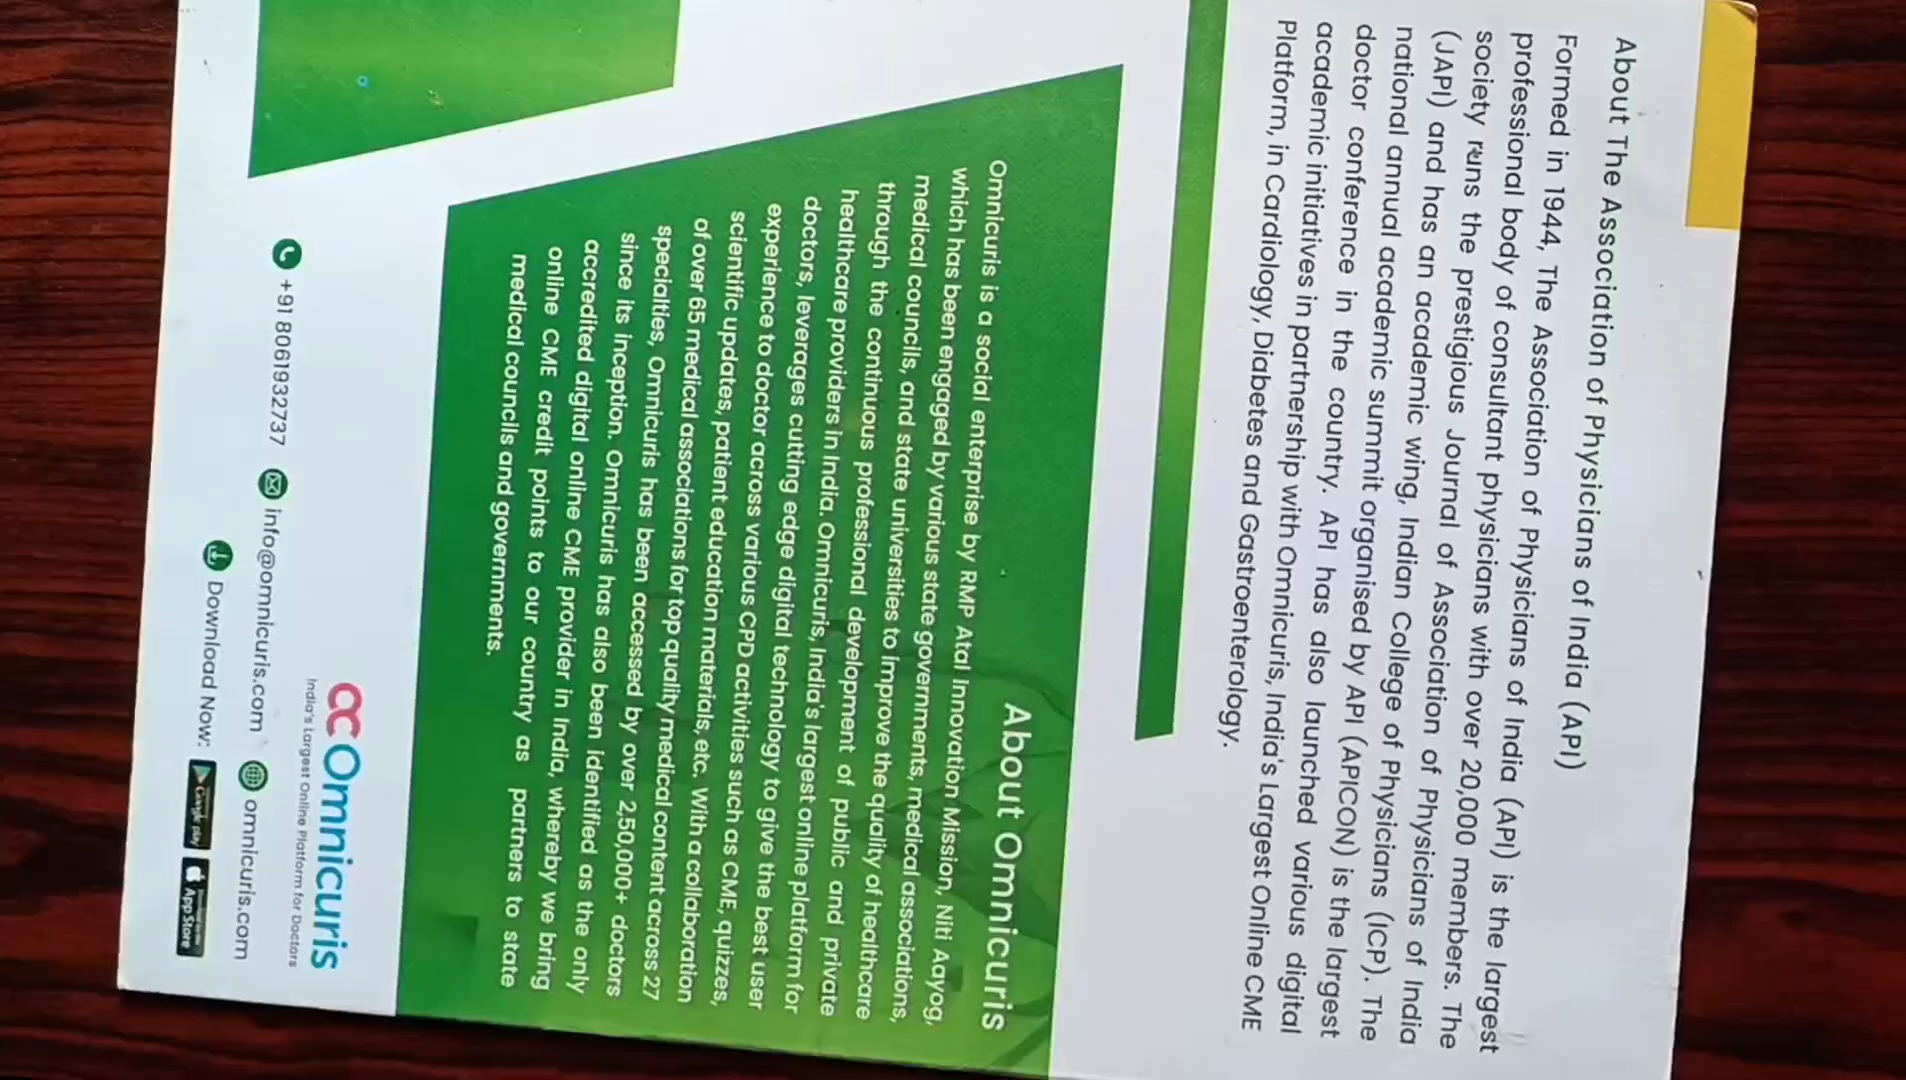 About The Association of Physicians of India (API)
Formed in 1944, The Association of Physicians of India (API) is the largest
professional body of consultant physicians with over 20,000 members. The
society runs the prestigious Journal of Association of Physicians of India
(JAPI) and has an academic wing, Indian College of Physicians (ICP). The
national annual academic summit organised by API (APICON) is the largest
doctor conference in the country. API has also launched various digital
academic initiatives in partnership with Omnicuris, India's Largest Online CME
Platform, in Cardiology, Diabetes and Gastroenterology.
About Omnicuris
Omnicuris is a social enterprise by RMP Atal Innovation Mission, Niti Aayog,
which has been engaged by various state governments, medical associations,
medical councils, and state universities to improve the quality of healthcare
through the continuous professional development of public and private
healthcare providers in India. Omnicuris, India's largest online platform for
doctors, leverages cutting edge digital technology to give the best user
experience to doctor across various CPD activities such as CME, quizzes,
scientific updates, patient education materials, etc. With a collaboration
of over 65 medical associations for top quality medical content across 27
specialties, Omnicuris has been accessed by over 2,50,000+ doctors
since its inception. Omnicuris has also been identified as the only
accredited digital online CME provider in India, whereby we bring
online CME credit points to our country as partners to state
medical councils and governments.
Omnicuris
India's Largest Online Platform for Doctors
+91 8061932737 info@omnicuris.com omnicuris.com
Download Now: Google play App Store